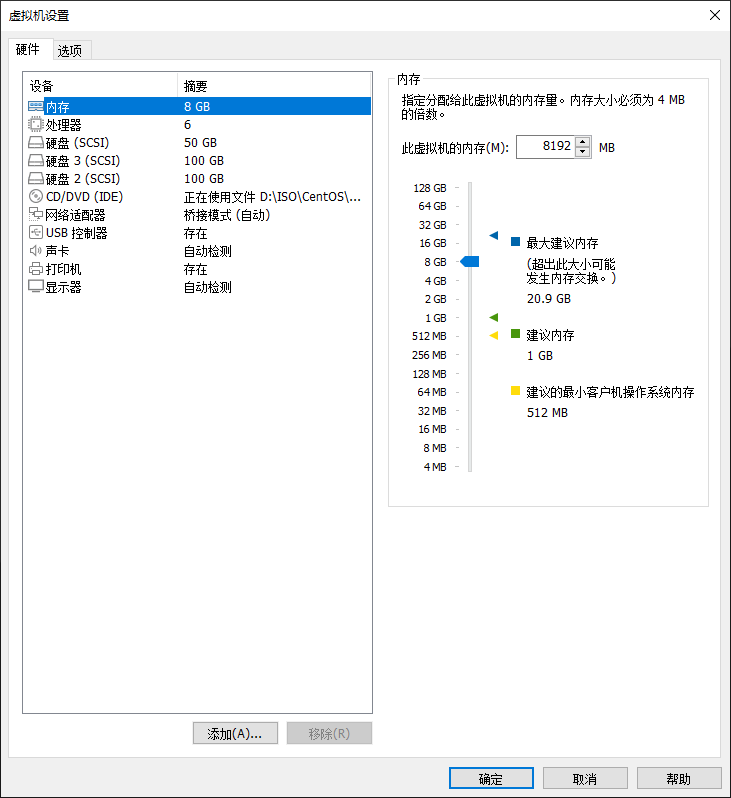 虚拟机设置
硬件 选项
设备 摘要
内存 8 GB
处理器 6
硬盘 (SCSI) 50 GB
硬盘 3 (SCSI) 100 GB
硬盘 2 (SCSI) 100 GB
CD/DVD (IDE) 正在使用文件 D:\ISO\CentOS\...
网络适配器 桥接模式 (自动)
USB 控制器 存在
声卡 自动检测
打印机 存在
显示器 自动检测
添加(A)... 移除(R)
内存
指定分配给此虚拟机的内存量。内存大小必须为 4 MB
的倍数。
此虚拟机的内存(M): 8192 MB
128 GB
64 GB
32 GB
16 GB
8 GB
4 GB
2 GB
1 GB
512 MB
256 MB
128 MB
64 MB
32 MB
16 MB
8 MB
4 MB
最大建议内存
(超出此大小可能
发生内存交换。)
20.9 GB
建议内存
1 GB
建议的最小客户机操作系统内存
512 MB
确定 取消 帮助